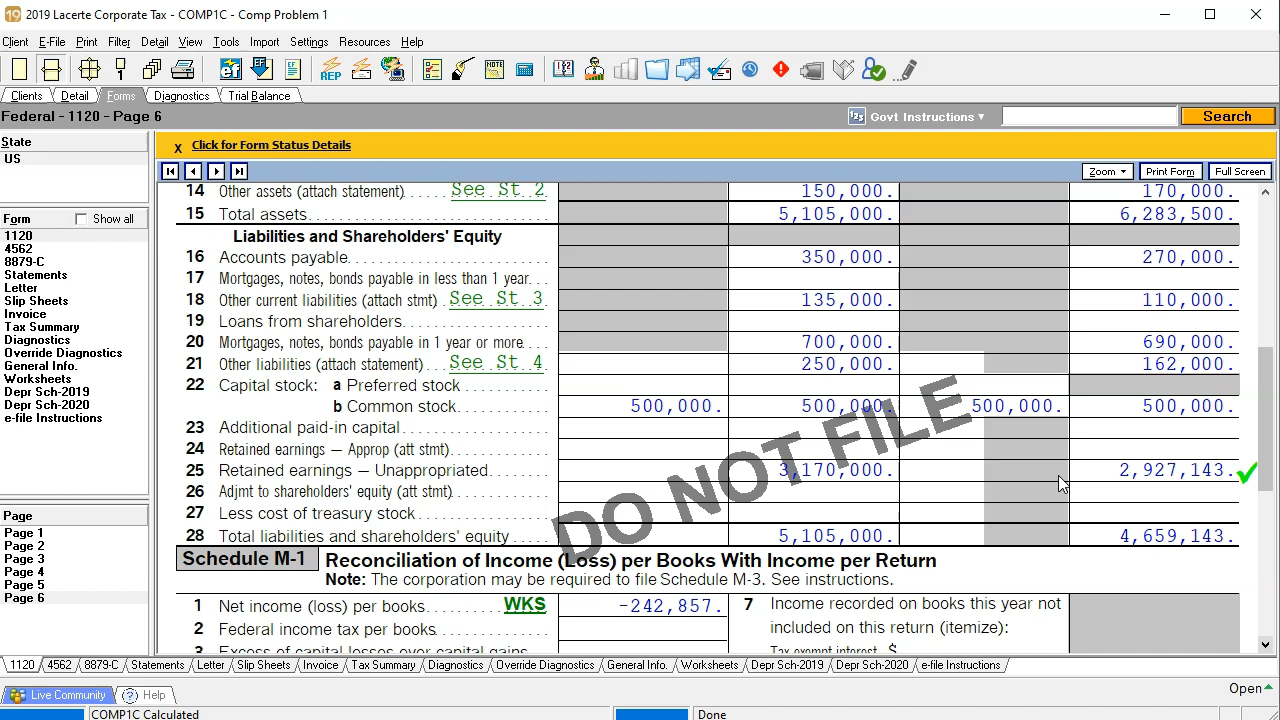 19 2019 Lacerte Corporate Tax - COMP1C - Comp Problem 1
Client E-File Print Filter Detail View Tools Import Settings Resources Help
ef REP NOTE
Clients Detail Forms Diagnostics Trial Balance
Federal - 1120 - Page 6 Govt Instructions Search
State
US
Form Show all
1120
4562
8879-C
Statements
Letter
Slip Sheets
Invoice
Tax Summary
Diagnostics
Override Diagnostics
General Info.
Worksheets
Depr Sch-2019
Depr Sch-2020
e-file Instructions
Page
Page 1
Page 2
Page 3
Page 4
Page 5
Page 6
x Click for Form Status Details
Zoom Print Form Full Screen
14 Other assets (attach statement) See St 2 150,000. 170,000.
15 Total assets 5,105,000. 6,283,500.
Liabilities and Shareholders' Equity
16 Accounts payable 350,000. 270,000.
17 Mortgages, notes, bonds payable in less than 1 year
18 Other current liabilities (attach stmt) See St 3 135,000. 110,000.
19 Loans from shareholders
20 Mortgages, notes, bonds payable in 1 year or more 700,000. 690,000.
21 Other liabilities (attach statement) See St 4 250,000. 162,000.
22 Capital stock: a Preferred stock
b Common stock 500,000. 500,000. 500,000. 500,000.
23 Additional paid-in capital
24 Retained earnings – Approp (att stmt)
25 Retained earnings – Unappropriated 3,170,000. 2,927,143.
26 Adjmt to shareholders' equity (att stmt)
27 Less cost of treasury stock
28 Total liabilities and shareholders' equity 5,105,000. 4,659,143.
DO NOT FILE
Schedule M-1 Reconciliation of Income (Loss) per Books With Income per Return
Note: The corporation may be required to file Schedule M-3. See instructions.
1 Net income (loss) per books WKS -242,857. 7 Income recorded on books this year not
2 Federal income tax per books included on this return (itemize):
3 Excess of capital losses over capital gains Tax-exempt interest $
1120 4562 8879-C Statements Letter Slip Sheets Invoice Tax Summary Diagnostics Override Diagnostics General Info. Worksheets Depr Sch-2019 Depr Sch-2020 e-file Instructions
Open
Live Community ? Help
COMP1C Calculated Done